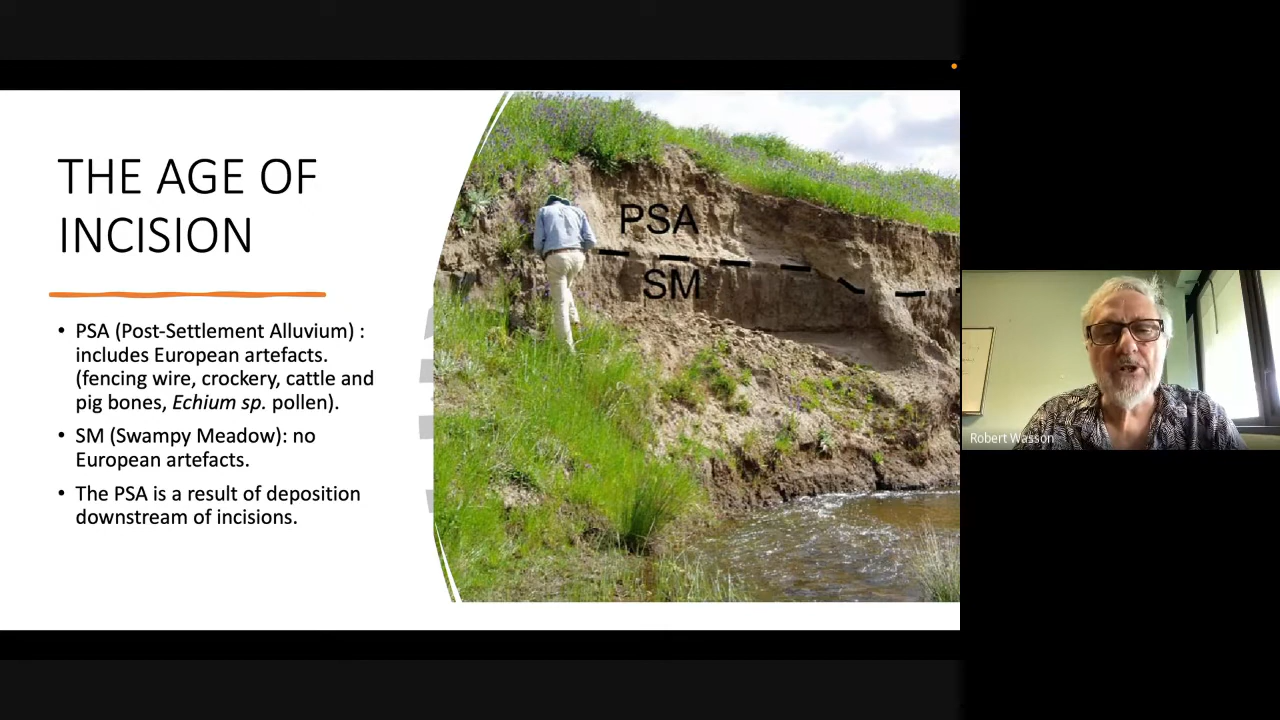 THE AGE OF
INCISION
• PSA (Post-Settlement Alluvium) :
includes European artefacts.
(fencing wire, crockery, cattle and
pig bones, Echium sp. pollen).
• SM (Swampy Meadow): no
European artefacts.
• The PSA is a result of deposition
downstream of incisions.
PSA
SM
Robert Wasson